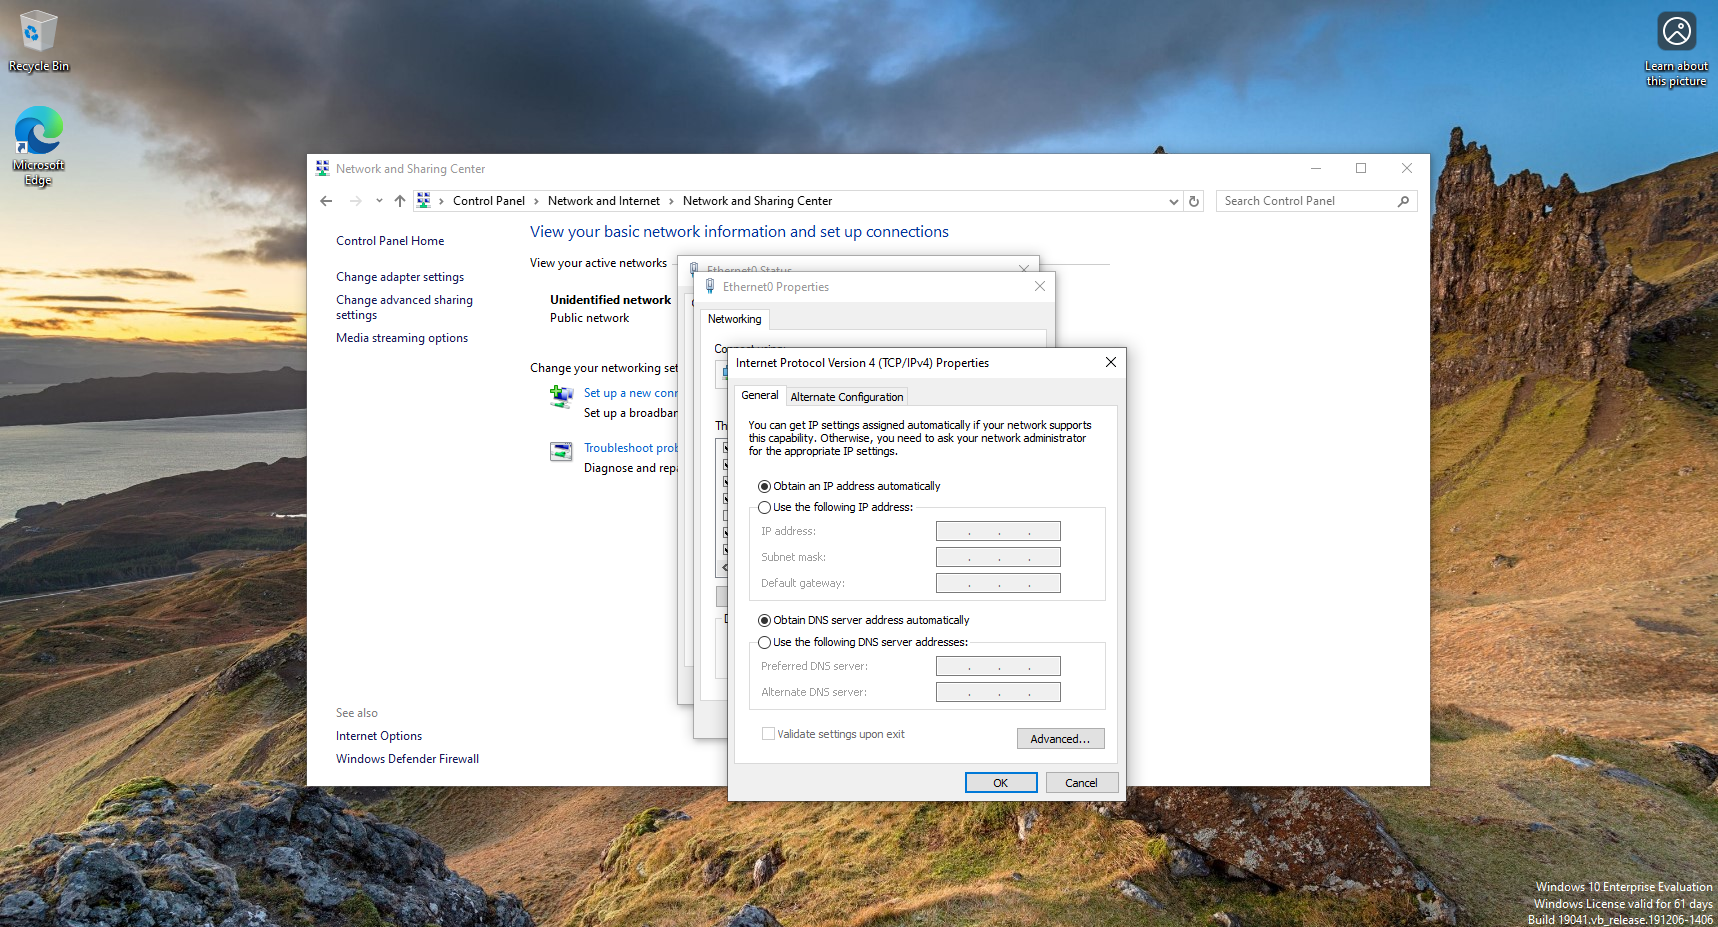 Recycle Bin
Microsoft
Edge
Learn about
this picture
Network and Sharing Center
Control Panel
Network and Internet
Network and Sharing Center
Search Control Panel
Control Panel Home
Change adapter settings
Change advanced sharing
settings
Media streaming options
See also
Internet Options
Windows Defender Firewall
View your basic network information and set up connections
View your active networks
Unidentified network
Public network
Change your networking set
Set up a new conn
Set up a broadban
Troubleshoot prob
Diagnose and repa
Ethernet0 Status
Ethernet0 Properties
Networking
Connect using:
Internet Protocol Version 4 (TCP/IPv4) Properties
General
Alternate Configuration
You can get IP settings assigned automatically if your network supports
this capability. Otherwise, you need to ask your network administrator
for the appropriate IP settings.
Obtain an IP address automatically
Use the following IP address:
IP address:
Subnet mask:
Default gateway:
Obtain DNS server address automatically
Use the following DNS server addresses:
Preferred DNS server:
Alternate DNS server:
Validate settings upon exit
Advanced...
OK
Cancel
Windows 10 Enterprise Evaluation
Windows License valid for 61 days
Build 19041.vb_release.191206-1406